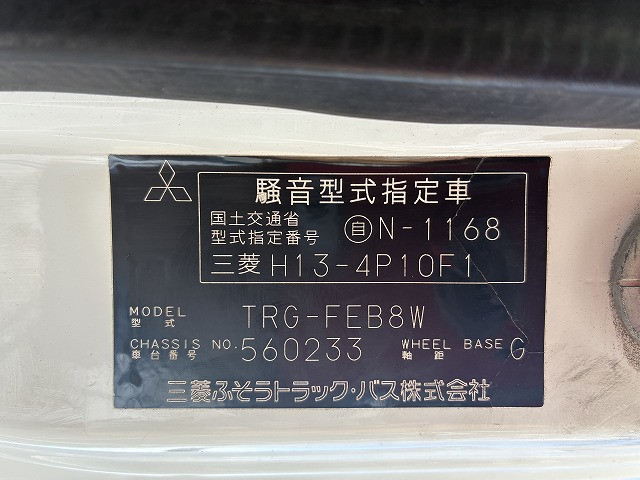 騒音型式指定車
国土交通省
型式指定番号 自 N-1168
三菱 H13-4P10F1
MODEL
型式 TRG-FEB8W
CHASSIS NO. 560233 WHEEL BASE G
車台番号 軸距
三菱ふそうトラック・バス株式会社